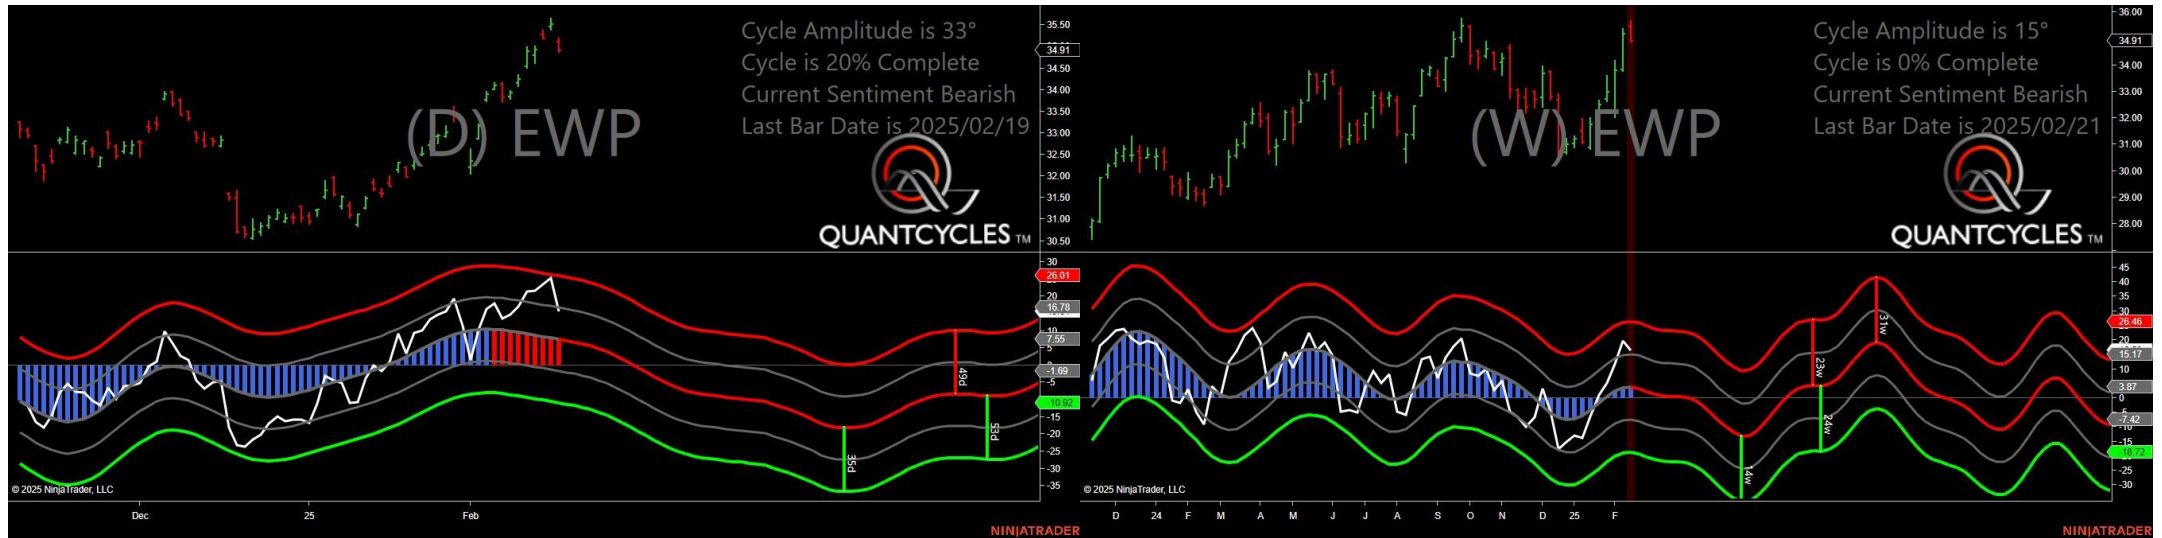 Cycle Amplitude is 33°
Cycle is 20% Complete
Current Sentiment Bearish
Last Bar Date is 2025/02/19
(D) EWP
QUANTCYCLES TM
35.50
34.91
34.50
34.00
33.50
33.00
32.50
32.00
31.50
31.00
30.50
30
26.01
20
16.78
10
7.55
5
-1.69
-5
-10.92
-15
-20
-25
-30
-35
49d
53d
35d
© 2025 NinjaTrader, LLC
Dec
25
Feb
NINJATRADER
Cycle Amplitude is 15°
Cycle is 0% Complete
Current Sentiment Bearish
Last Bar Date is 2025/02/21
(W) EWP
QUANTCYCLES TM
36.00
34.91
34.00
33.00
32.00
31.00
30.00
29.00
28.00
45
40
35
30
26.46
20
15.17
10
3.87
0
-7.42
-15
-18.72
-25
-30
31w
23w
24w
14w
© 2025 NinjaTrader, LLC
D 24 F M A M J J A S O N D 25 F
NINJATRADER